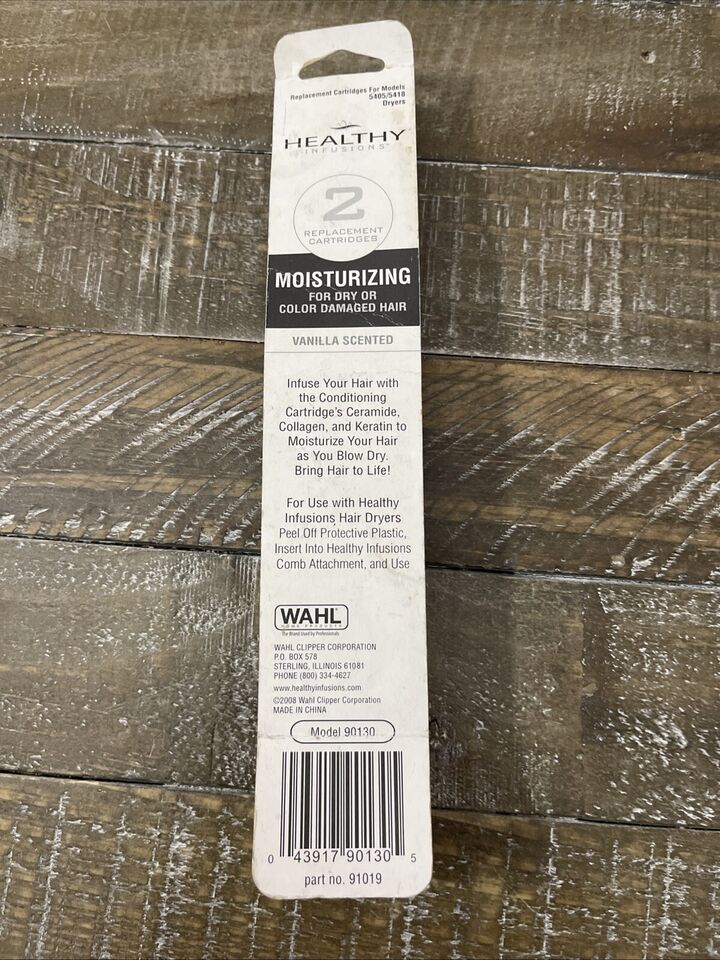 Replacement Cartridges For Models
5405/5418
Dryers
HEALTHY
INFUSIONS™
2
REPLACEMENT
CARTRIDGES
MOISTURIZING
FOR DRY OR
COLOR DAMAGED HAIR
VANILLA SCENTED
Infuse Your Hair with
the Conditioning
Cartridge's Ceramide,
Collagen, and Keratin to
Moisturize Your Hair
as You Blow Dry.
Bring Hair to Life!
For Use with Healthy
Infusions Hair Dryers
Peel Off Protective Plastic,
Insert Into Healthy Infusions
Comb Attachment, and Use
WAHL
HOME PRODUCTS
The Brand Used by Professionals
WAHL CLIPPER CORPORATION
P.O. BOX 578
STERLING, ILLINOIS 61081
PHONE (800) 334-4627
www.healthyinfusions.com
©2008 Wahl Clipper Corporation
MADE IN CHINA
Model 90130
0 43917 90130 5
part no. 91019